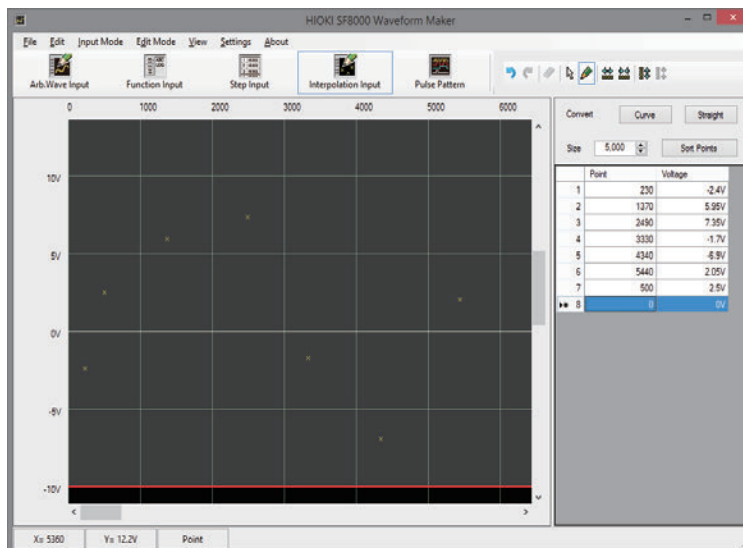 HIOKI SF8000 Waveform Maker
File Edit Input Mode Edit Mode View Settings About
Arb.Wave Input Function Input Step Input Interpolation Input Pulse Pattern
0 1000 2000 3000 4000 5000 6000
10V
5V
0V
-5V
-10V
Convert Curve Straight
Size 5,000 Sort Points
Point Voltage
1 230 -2.4V
2 1370 5.95V
3 2490 7.35V
4 3330 -1.7V
5 4340 -6.9V
6 5440 2.05V
7 500 2.5V
8 0 0V
X= 5360 Y= 12.2V Point